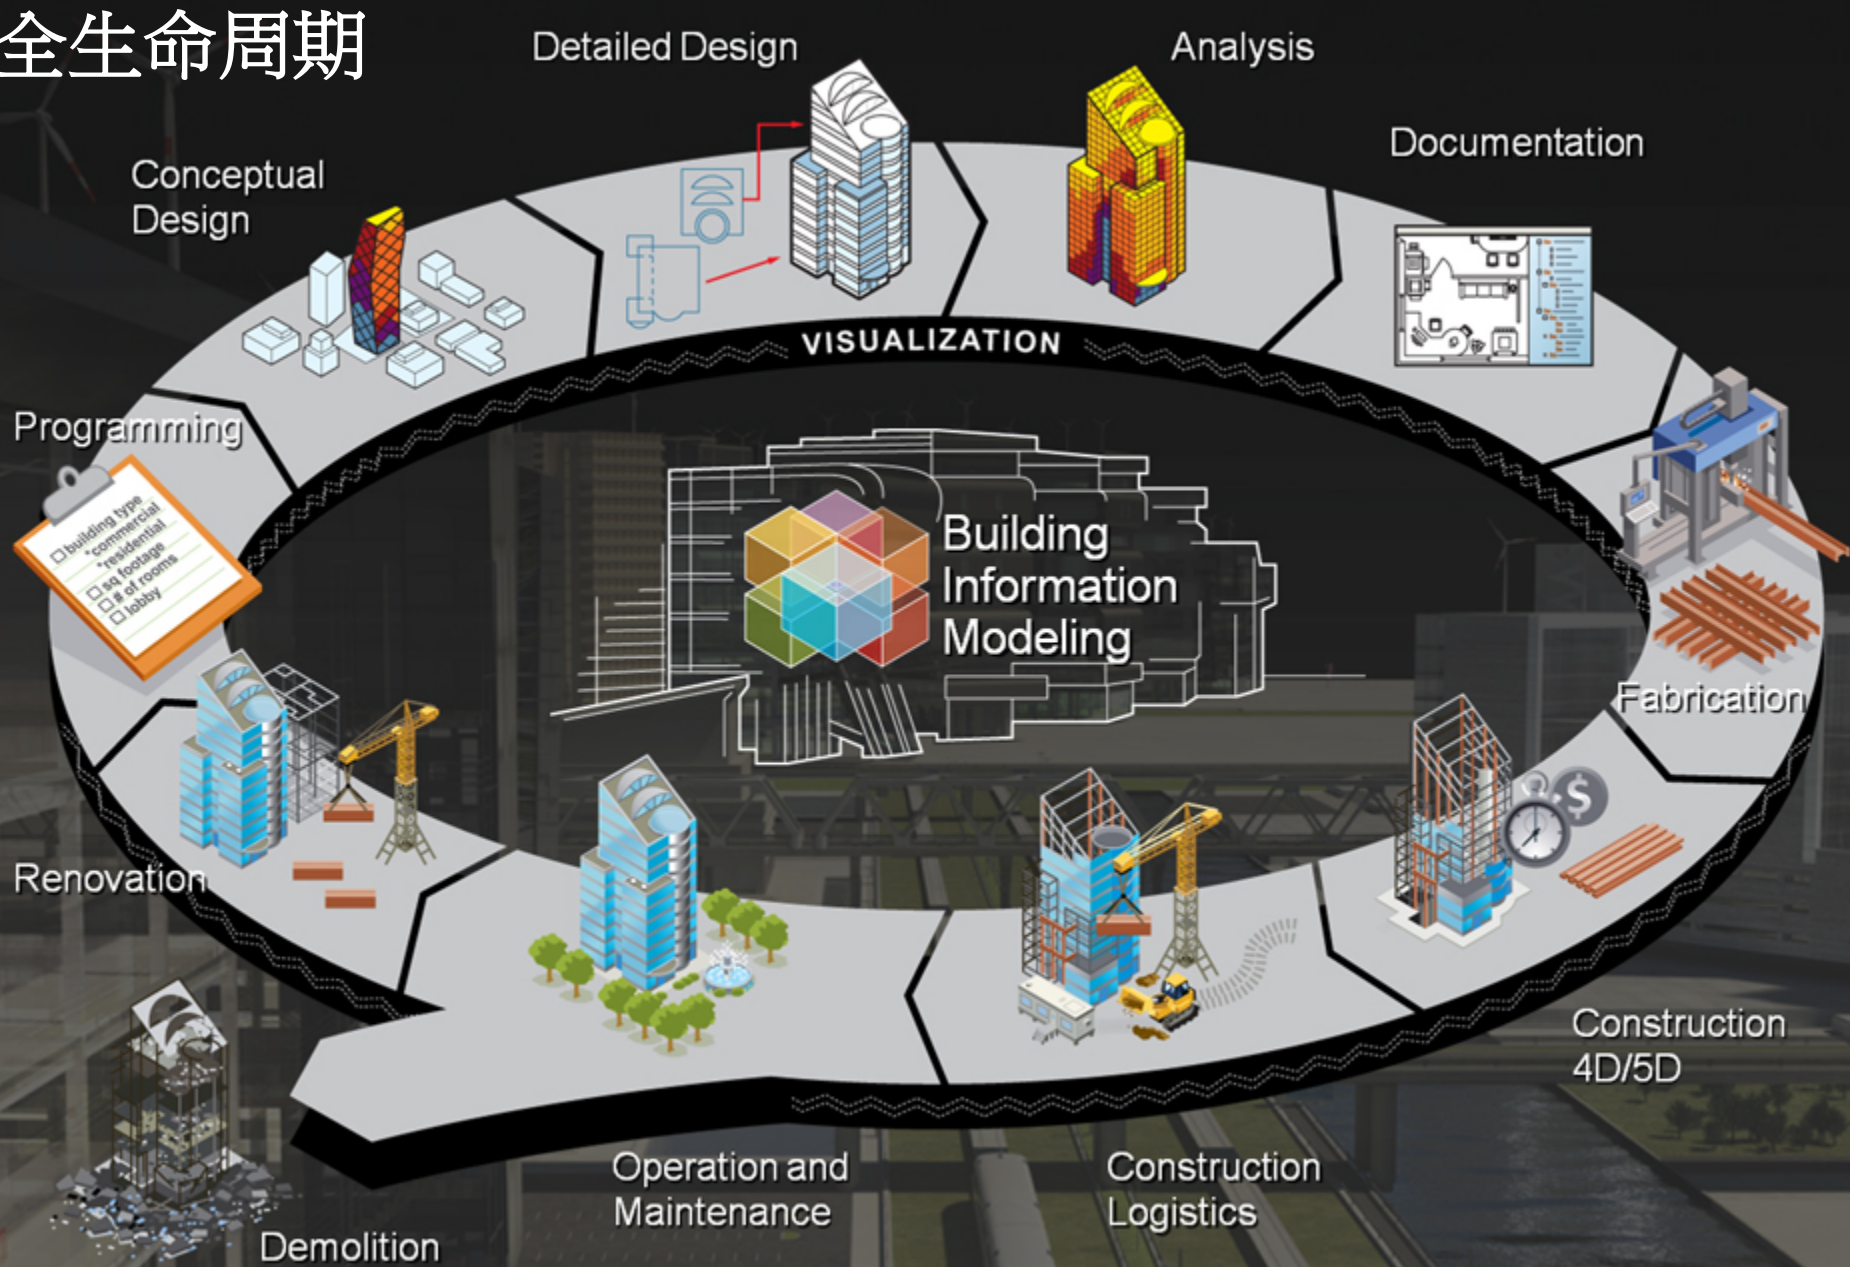 全生命周期
Detailed Design
Analysis
Documentation
Conceptual
Design
VISUALIZATION
Programming
building type
*commercial
*residential
sq footage
# of rooms
lobby
Building
Information
Modeling
Fabrication
$
Renovation
Construction
4D/5D
Operation and
Maintenance
Construction
Logistics
Demolition